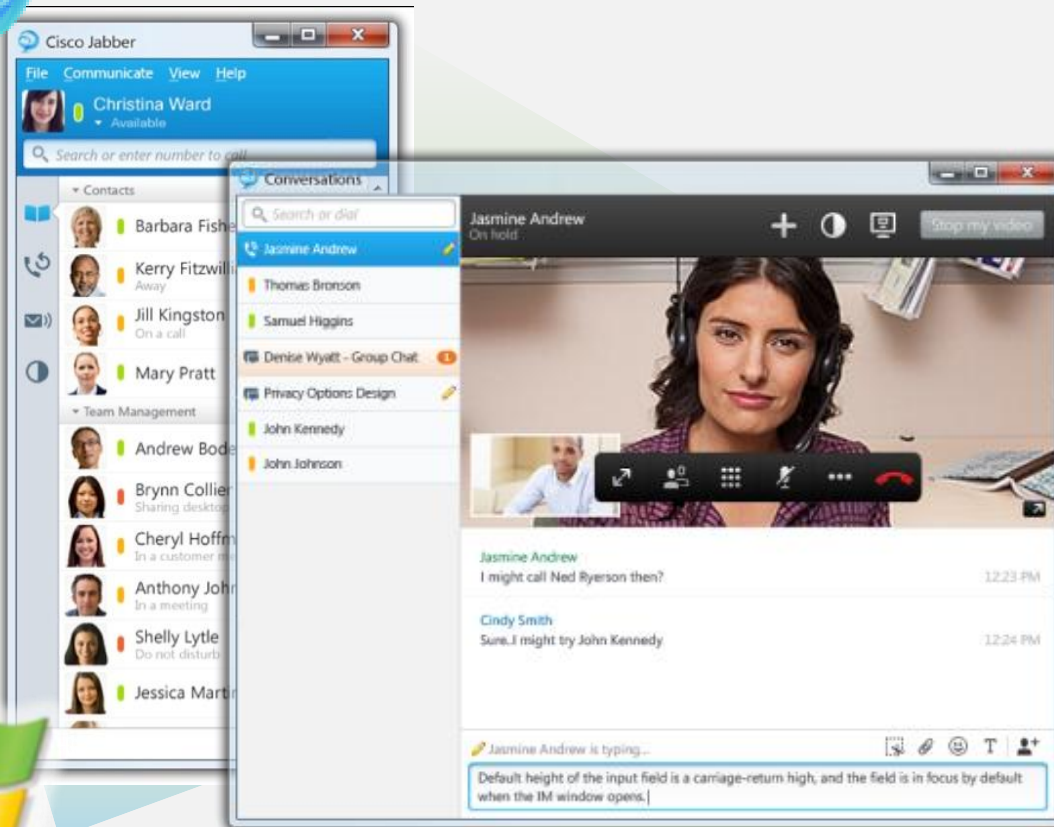 Cisco Jabber
File Communicate View Help
Christina Ward
Available
Search or enter number to call
Contacts
Barbara Fishe
Kerry Fitzwilli
Away
Jill Kingston
On a call
Mary Pratt
Team Management
Andrew Bode
Brynn Collier
Sharing desktop
Cheryl Hoffm
In a customer m
Anthony John
In a meeting
Shelly Lytle
Do not disturb
Jessica Marti
Conversations
Search or dial
Jasmine Andrew
Thomas Bronson
Samuel Higgins
Denise Wyatt - Group Chat 1
Privacy Options Design
John Kennedy
John Johnson
Jasmine Andrew
On hold
Stop my video
Jasmine Andrew
I might call Ned Ryerson then? 12:23 PM
Cindy Smith
Sure..I might try John Kennedy 12:24 PM
Jasmine Andrew is typing...
Default height of the input field is a carriage-return high, and the field is in focus by default
when the IM window opens.